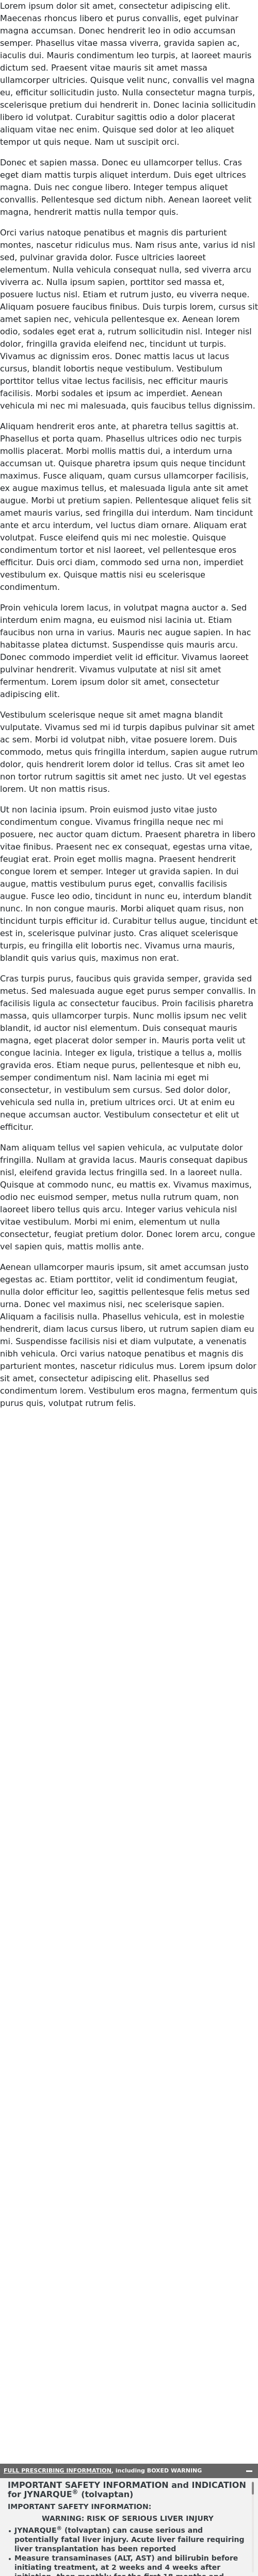 Lorem ipsum dolor sit amet, consectetur adipiscing elit.
Maecenas rhoncus libero et purus convallis, eget pulvinar
magna accumsan. Donec hendrerit leo in odio accumsan
semper. Phasellus vitae massa viverra, gravida sapien ac,
iaculis dui. Mauris condimentum leo turpis, at laoreet mauris
dictum sed. Praesent vitae mauris sit amet massa
ullamcorper ultricies. Quisque velit nunc, convallis vel magna
eu, efficitur sollicitudin justo. Nulla consectetur magna turpis,
scelerisque pretium dui hendrerit in. Donec lacinia sollicitudin
libero id volutpat. Curabitur sagittis odio a dolor placerat
aliquam vitae nec enim. Quisque sed dolor at leo aliquet
tempor ut quis neque. Nam ut suscipit orci.
Donec et sapien massa. Donec eu ullamcorper tellus. Cras
eget diam mattis turpis aliquet interdum. Duis eget ultrices
magna. Duis nec congue libero. Integer tempus aliquet
convallis. Pellentesque sed dictum nibh. Aenean laoreet velit
magna, hendrerit mattis nulla tempor quis.
Orci varius natoque penatibus et magnis dis parturient
montes, nascetur ridiculus mus. Nam risus ante, varius id nisl
sed, pulvinar gravida dolor. Fusce ultricies laoreet
elementum. Nulla vehicula consequat nulla, sed viverra arcu
viverra ac. Nulla ipsum sapien, porttitor sed massa et,
posuere luctus nisl. Etiam et rutrum justo, eu viverra neque.
Aliquam posuere faucibus finibus. Duis turpis lorem, cursus sit
amet sapien nec, vehicula pellentesque ex. Aenean lorem
odio, sodales eget erat a, rutrum sollicitudin nisl. Integer nisl
dolor, fringilla gravida eleifend nec, tincidunt ut turpis.
Vivamus ac dignissim eros. Donec mattis lacus ut lacus
cursus, blandit lobortis neque vestibulum. Vestibulum
porttitor tellus vitae lectus facilisis, nec efficitur mauris
facilisis. Morbi sodales et ipsum ac imperdiet. Aenean
vehicula mi nec mi malesuada, quis faucibus tellus dignissim.
Aliquam hendrerit eros ante, at pharetra tellus sagittis at.
Phasellus et porta quam. Phasellus ultrices odio nec turpis
mollis placerat. Morbi mollis mattis dui, a interdum urna
accumsan ut. Quisque pharetra ipsum quis neque tincidunt
maximus. Fusce aliquam, quam cursus ullamcorper facilisis,
ex augue maximus tellus, et malesuada ligula ante sit amet
augue. Morbi ut pretium sapien. Pellentesque aliquet felis sit
amet mauris varius, sed fringilla dui interdum. Nam tincidunt
ante et arcu interdum, vel luctus diam ornare. Aliquam erat
volutpat. Fusce eleifend quis mi nec molestie. Quisque
condimentum tortor et nisl laoreet, vel pellentesque eros
efficitur. Duis orci diam, commodo sed urna non, imperdiet
vestibulum ex. Quisque mattis nisi eu scelerisque
condimentum.
Proin vehicula lorem lacus, in volutpat magna auctor a. Sed
interdum enim magna, eu euismod nisi lacinia ut. Etiam
faucibus non urna in varius. Mauris nec augue sapien. In hac
habitasse platea dictumst. Suspendisse quis mauris arcu.
Donec commodo imperdiet velit id efficitur. Vivamus laoreet
pulvinar hendrerit. Vivamus vulputate at nisl sit amet
fermentum. Lorem ipsum dolor sit amet, consectetur
adipiscing elit.
Vestibulum scelerisque neque sit amet magna blandit
vulputate. Vivamus sed mi id turpis dapibus pulvinar sit amet
ac sem. Morbi id volutpat nibh, vitae posuere lorem. Duis
commodo, metus quis fringilla interdum, sapien augue rutrum
dolor, quis hendrerit lorem dolor id tellus. Cras sit amet leo
non tortor rutrum sagittis sit amet nec justo. Ut vel egestas
lorem. Ut non mattis risus.
Ut non lacinia ipsum. Proin euismod justo vitae justo
condimentum congue. Vivamus fringilla neque nec mi
posuere, nec auctor quam dictum. Praesent pharetra in libero
vitae finibus. Praesent nec ex consequat, egestas urna vitae,
feugiat erat. Proin eget mollis magna. Praesent hendrerit
congue lorem et semper. Integer ut gravida sapien. In dui
augue, mattis vestibulum purus eget, convallis facilisis
augue. Fusce leo odio, tincidunt in nunc eu, interdum blandit
nunc. In non congue mauris. Morbi aliquet quam risus, non
tincidunt turpis efficitur id. Curabitur tellus augue, tincidunt et
est in, scelerisque pulvinar justo. Cras aliquet scelerisque
turpis, eu fringilla elit lobortis nec. Vivamus urna mauris,
blandit quis varius quis, maximus non erat.
Cras turpis purus, faucibus quis gravida semper, gravida sed
metus. Sed malesuada augue eget purus semper convallis. In
facilisis ligula ac consectetur faucibus. Proin facilisis pharetra
massa, quis ullamcorper turpis. Nunc mollis ipsum nec velit
blandit, id auctor nisl elementum. Duis consequat mauris
magna, eget placerat dolor semper in. Mauris porta velit ut
congue lacinia. Integer ex ligula, tristique a tellus a, mollis
gravida eros. Etiam neque purus, pellentesque et nibh eu,
semper condimentum nisl. Nam lacinia mi eget mi
consectetur, in vestibulum sem cursus. Sed dolor dolor,
vehicula sed nulla in, pretium ultrices orci. Ut at enim eu
neque accumsan auctor. Vestibulum consectetur et elit ut
efficitur.
Nam aliquam tellus vel sapien vehicula, ac vulputate dolor
fringilla. Nullam at gravida lacus. Mauris consequat dapibus
nisl, eleifend gravida lectus fringilla sed. In a laoreet nulla.
Quisque at commodo nunc, eu mattis ex. Vivamus maximus,
odio nec euismod semper, metus nulla rutrum quam, non
laoreet libero tellus quis arcu. Integer varius vehicula nisl
vitae vestibulum. Morbi mi enim, elementum ut nulla
consectetur, feugiat pretium dolor. Donec lorem arcu, congue
vel sapien quis, mattis mollis ante.
Aenean ullamcorper mauris ipsum, sit amet accumsan justo
egestas ac. Etiam porttitor, velit id condimentum feugiat,
nulla dolor efficitur leo, sagittis pellentesque felis metus sed
urna. Donec vel maximus nisi, nec scelerisque sapien.
Aliquam a facilisis nulla. Phasellus vehicula, est in molestie
hendrerit, diam lacus cursus libero, ut rutrum sapien diam eu
mi. Suspendisse facilisis nisi et diam vulputate, a venenatis
nibh vehicula. Orci varius natoque penatibus et magnis dis
parturient montes, nascetur ridiculus mus. Lorem ipsum dolor
sit amet, consectetur adipiscing elit. Phasellus sed
condimentum lorem. Vestibulum eros magna, fermentum quis
purus quis, volutpat rutrum felis.
FULL PRESCRIBING INFORMATION, including BOXED WARNING
IMPORTANT SAFETY INFORMATION and INDICATION
for JYNARQUE® (tolvaptan)
IMPORTANT SAFETY INFORMATION:
WARNING: RISK OF SERIOUS LIVER INJURY
• JYNARQUE® (tolvaptan) can cause serious and
potentially fatal liver injury. Acute liver failure requiring
liver transplantation has been reported
• Measure transaminases (ALT, AST) and bilirubin before
initiating treatment, at 2 weeks and 4 weeks after
initiation, then monthly for the first 18 months and